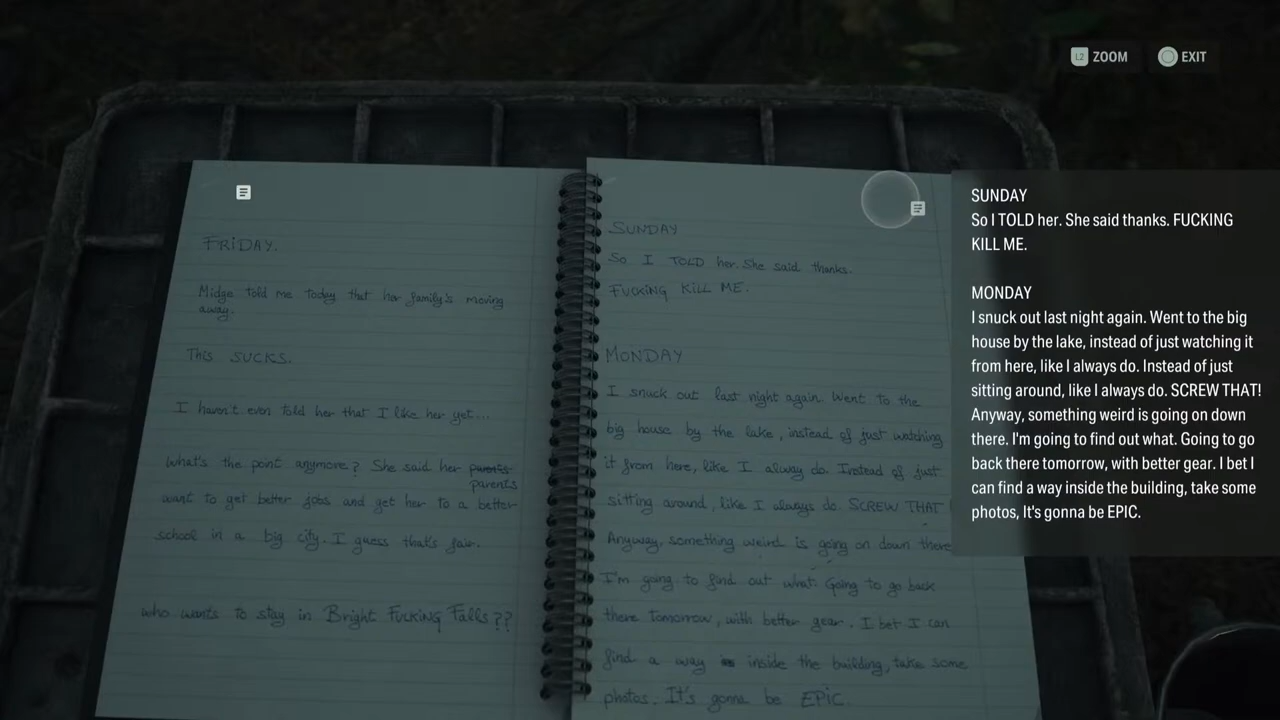 L2 ZOOM
EXIT
FRIDAY.
Midge told me today that her family's moving
away.
This SUCKS.
I haven't even told her that I like her yet...
what's the point anymore? She said her parents
parents
want to get better jobs and get her to a better
school in a big city. I guess that's fair.
who wants to stay in Bright FUCKING Falls??
SUNDAY
So I TOLD her. She said thanks.
FUCKING KILL ME.
MONDAY
I snuck out last night again. Went to the
big house by the lake, instead of just watching
it from here, like I always do. Instead of just
sitting around, like I always do. SCREW THAT!
Anyway, something weird is going on down there
I'm going to find out what. Going to go back
there tomorrow, with better gear. I bet I can
find a way inside the building, take some
photos. It's gonna be EPIC.
SUNDAY
So I TOLD her. She said thanks. FUCKING
KILL ME.
MONDAY
I snuck out last night again. Went to the big
house by the lake, instead of just watching it
from here, like I always do. Instead of just
sitting around, like I always do. SCREW THAT!
Anyway, something weird is going on down
there. I'm going to find out what. Going to go
back there tomorrow, with better gear. I bet I
can find a way inside the building, take some
photos, It's gonna be EPIC.